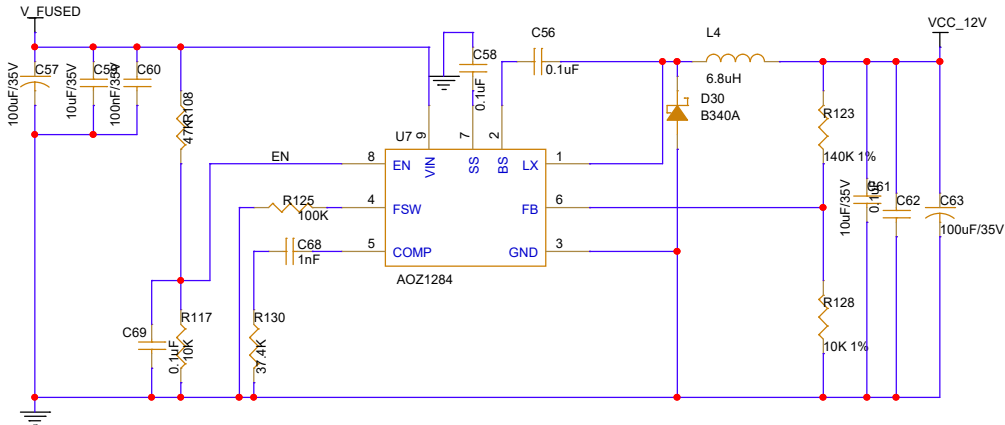 V_FUSED
VCC_12V
C57
100uF/35V
C59
10uF/35V
C60
100nF/35V
R108
47K
C58
0.1uF
C56
0.1uF
L4
6.8uH
D30
B340A
R123
140K 1%
U7
9
7
2
VIN
SS
BS
EN
8
EN
LX
1
R125
100K
4
FSW
FB
6
C68
1nF
5
COMP
GND
3
AOZ1284
C61
10uF/35V
C62
0.1uF
C63
100uF/35V
C69
0.1uF
R117
10K
R130
37.4K
R128
10K 1%